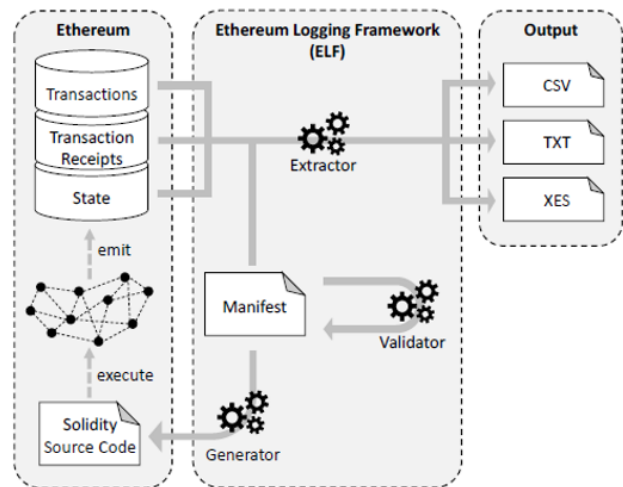 Ethereum
Transactions
Transaction
Receipts
State
emit
execute
Solidity
Source Code
Ethereum Logging Framework
(ELF)
Extractor
Manifest
Validator
Generator
Output
CSV
TXT
XES